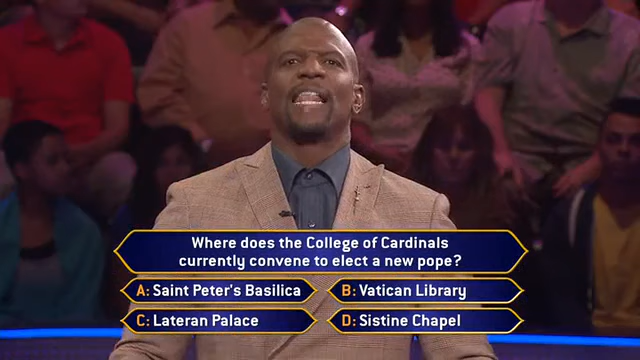 Where does the College of Cardinals
currently convene to elect a new pope?
A: Saint Peter's Basilica
B: Vatican Library
C: Lateran Palace
D: Sistine Chapel